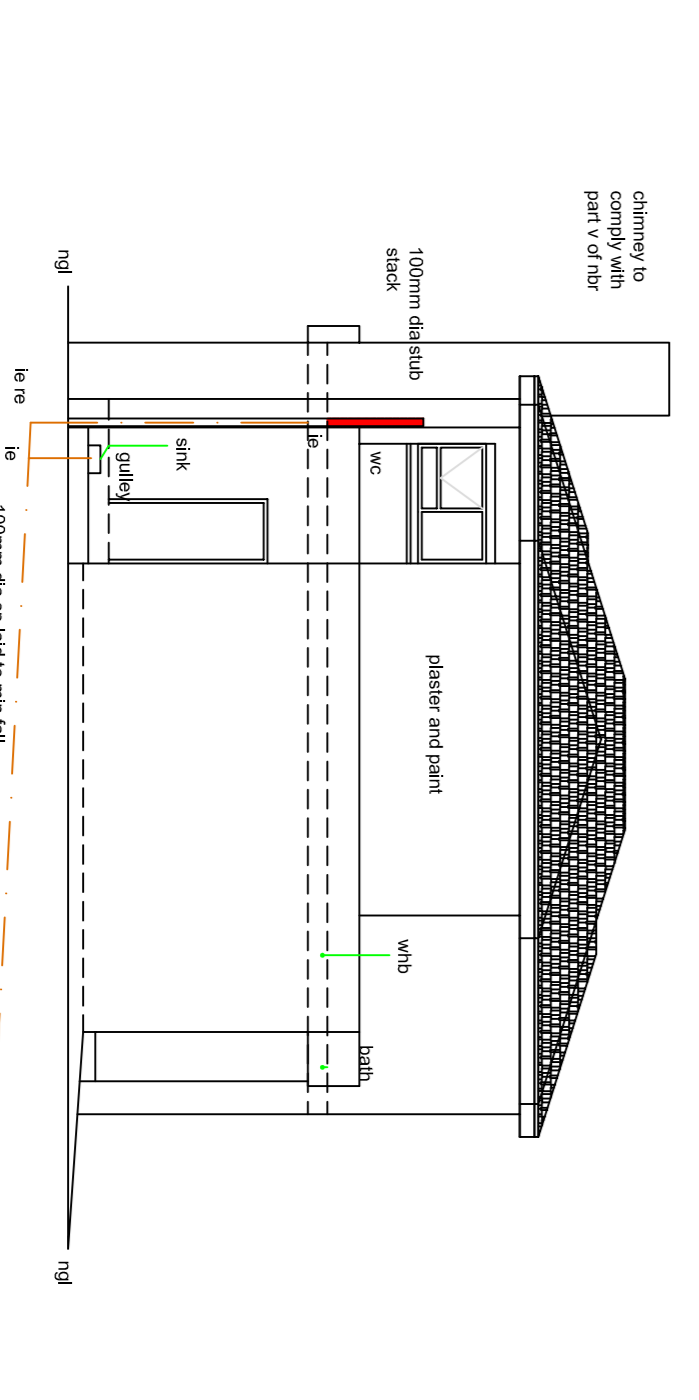 chimney to
comply with
part v of nbr
100mm dia stub
stack
ngl
ie re
ie
sink
gulley
ie
wc
plaster and paint
whb
bath
ngl